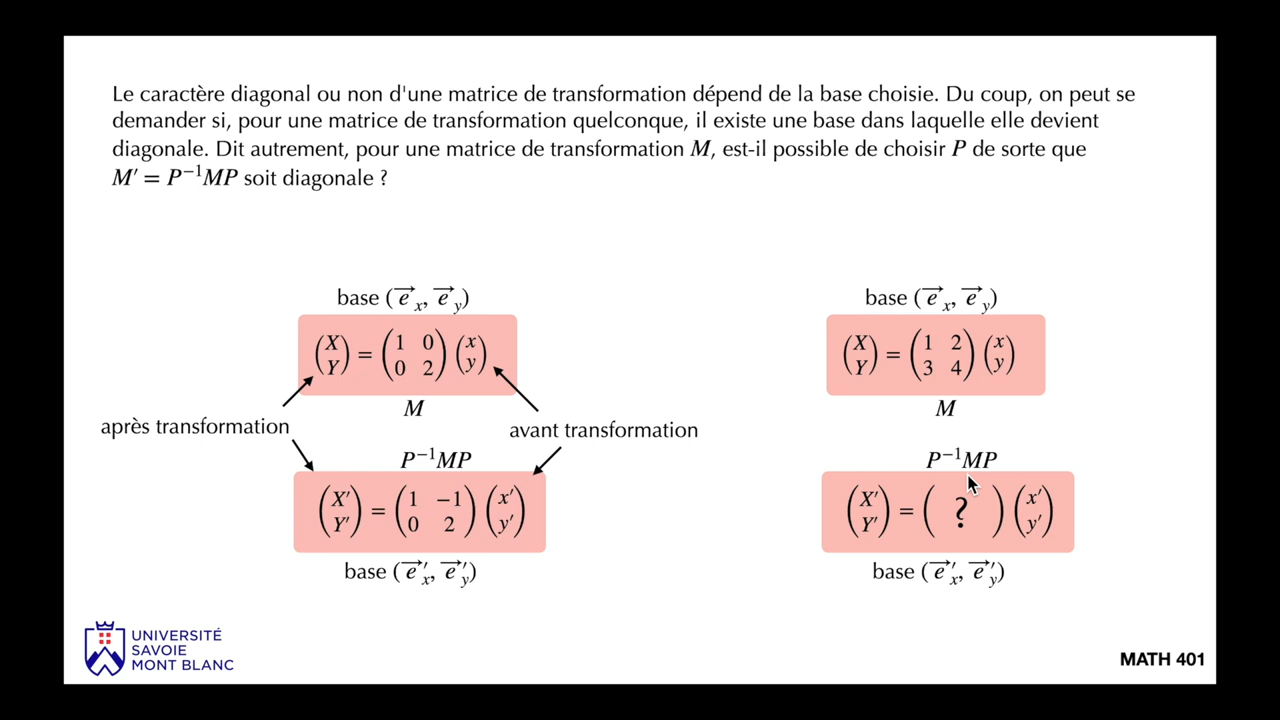 Le caractère diagonal ou non d'une matrice de transformation dépend de la base choisie. Du coup, on peut se
demander si, pour une matrice de transformation quelconque, il existe une base dans laquelle elle devient
diagonale. Dit autrement, pour une matrice de transformation M, est-il possible de choisir P de sorte que
M′ = P⁻¹MP soit diagonale ?
base (e⃗x, e⃗y)
(X Y) = (1 0 0 2) (x y)
M
après transformation
avant transformation
P⁻¹MP
(X′ Y′) = (1 −1 0 2) (x′ y′)
base (e⃗′x, e⃗′y)
base (e⃗x, e⃗y)
(X Y) = (1 2 3 4) (x y)
M
P⁻¹MP
(X′ Y′) = ( ? ) (x′ y′)
base (e⃗′x, e⃗′y)
UNIVERSITÉ
SAVOIE
MONT BLANC
MATH 401